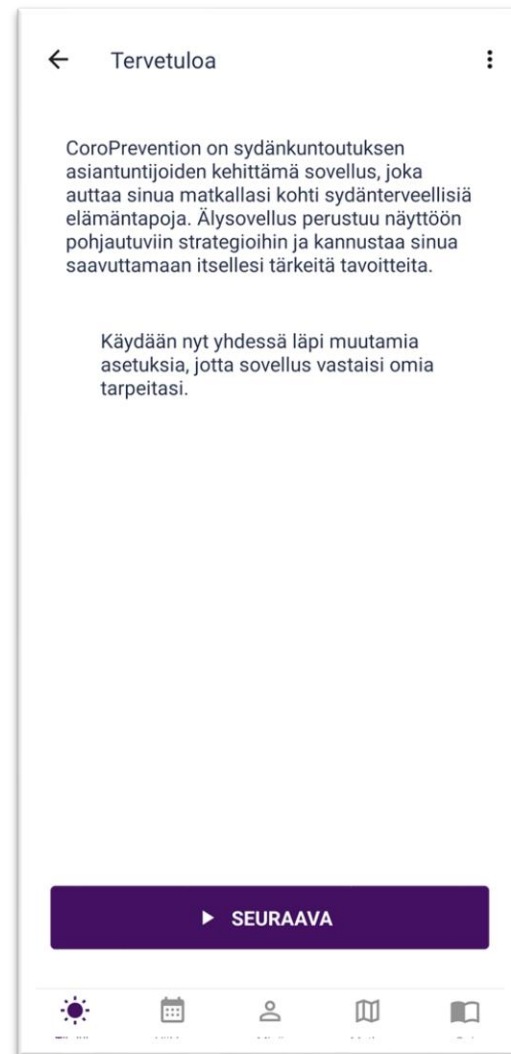 Tervetuloa
CoroPrevention on sydänkuntoutuksen
asiantuntijoiden kehittämä sovellus, joka
auttaa sinua matkallasi kohti sydänterveellisiä
elämäntapoja. Älysovellus perustuu näyttöön
pohjautuviin strategioihin ja kannustaa sinua
saavuttamaan itsellesi tärkeitä tavoitteita.
Käydään nyt yhdessä läpi muutamia
asetuksia, jotta sovellus vastaisi omia
tarpeitasi.
SEURAAVA